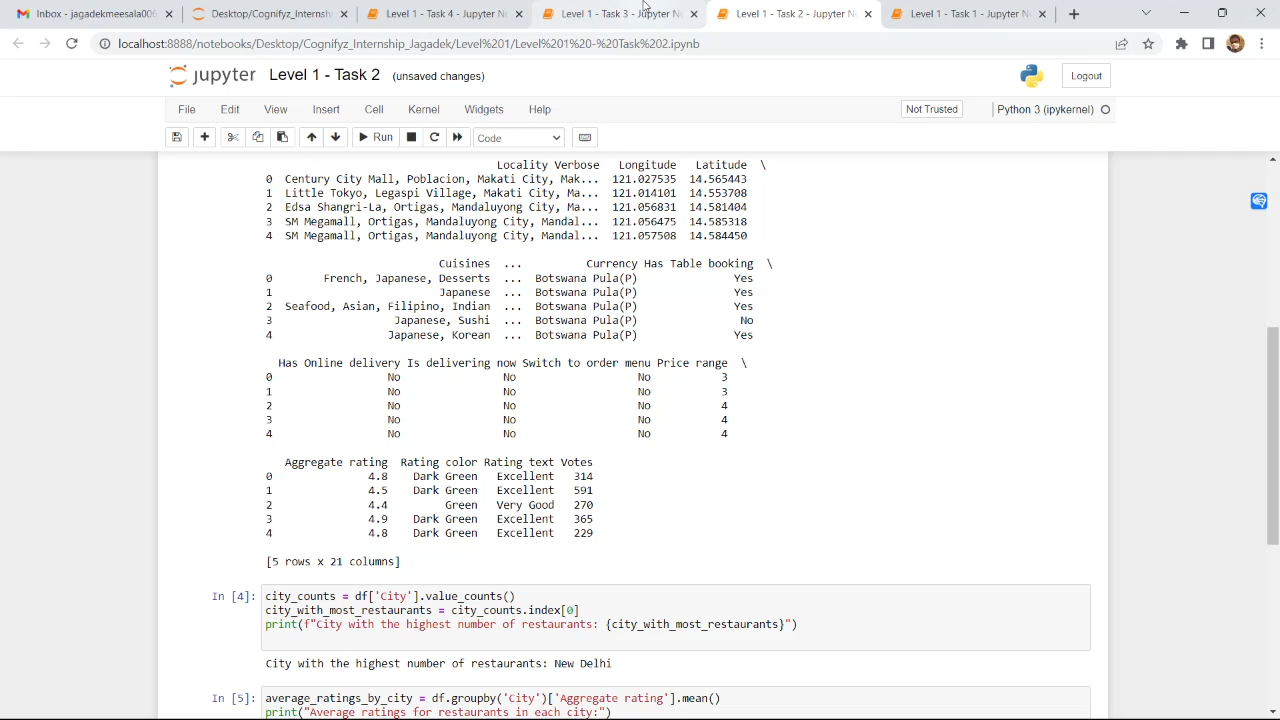 Inbox - jagadekmeesala006 Desktop/Cognifyz_Internsh Level 1 - Task 4 - Jupyter N Level 1 - Task 3 - Jupyter N Level 1 - Task 2 - Jupyter N Level 1 - Task 1 - Jupyter N
localhost:8888/notebooks/Desktop/Cognifyz_Internship_Jagadek/Level%201/Level%201%20-%20Task%202.ipynb
jupyter Level 1 - Task 2 (unsaved changes) Logout
File Edit View Insert Cell Kernel Widgets Help Not Trusted Python 3 (ipykernel)
Run Code
Locality Verbose Longitude Latitude \
0 Century City Mall, Poblacion, Makati City, Mak... 121.027535 14.565443
1 Little Tokyo, Legaspi Village, Makati City, Ma... 121.014101 14.553708
2 Edsa Shangri-La, Ortigas, Mandaluyong City, Ma... 121.056831 14.581404
3 SM Megamall, Ortigas, Mandaluyong City, Mandal... 121.056475 14.585318
4 SM Megamall, Ortigas, Mandaluyong City, Mandal... 121.057508 14.584450
Cuisines ... Currency Has Table booking \
0 French, Japanese, Desserts ... Botswana Pula(P) Yes
1 Japanese ... Botswana Pula(P) Yes
2 Seafood, Asian, Filipino, Indian ... Botswana Pula(P) Yes
3 Japanese, Sushi ... Botswana Pula(P) No
4 Japanese, Korean ... Botswana Pula(P) Yes
Has Online delivery Is delivering now Switch to order menu Price range \
0 No No No 3
1 No No No 3
2 No No No 4
3 No No No 4
4 No No No 4
Aggregate rating Rating color Rating text Votes
0 4.8 Dark Green Excellent 314
1 4.5 Dark Green Excellent 591
2 4.4 Green Very Good 270
3 4.9 Dark Green Excellent 365
4 4.8 Dark Green Excellent 229
[5 rows x 21 columns]
In [4]: city_counts = df['City'].value_counts()
city_with_most_restaurants = city_counts.index[0]
print(f"City with the highest number of restaurants: {city_with_most_restaurants}")
City with the highest number of restaurants: New Delhi
In [5]: average_ratings_by_city = df.groupby('City')['Aggregate rating'].mean()
print("Average ratings for restaurants in each city:")